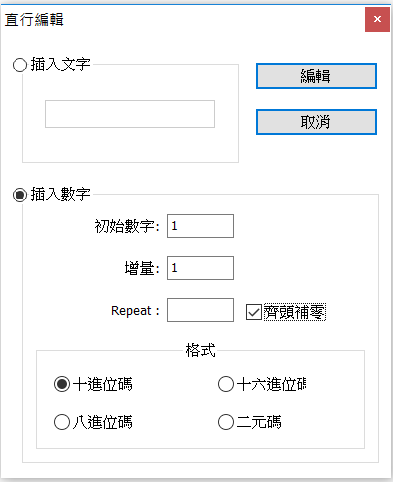 直行編輯
插入文字
編輯
取消
插入數字
初始數字: 1
增量: 1
Repeat :
齊頭補零
格式
十進位碼
十六進位碼
八進位碼
二元碼